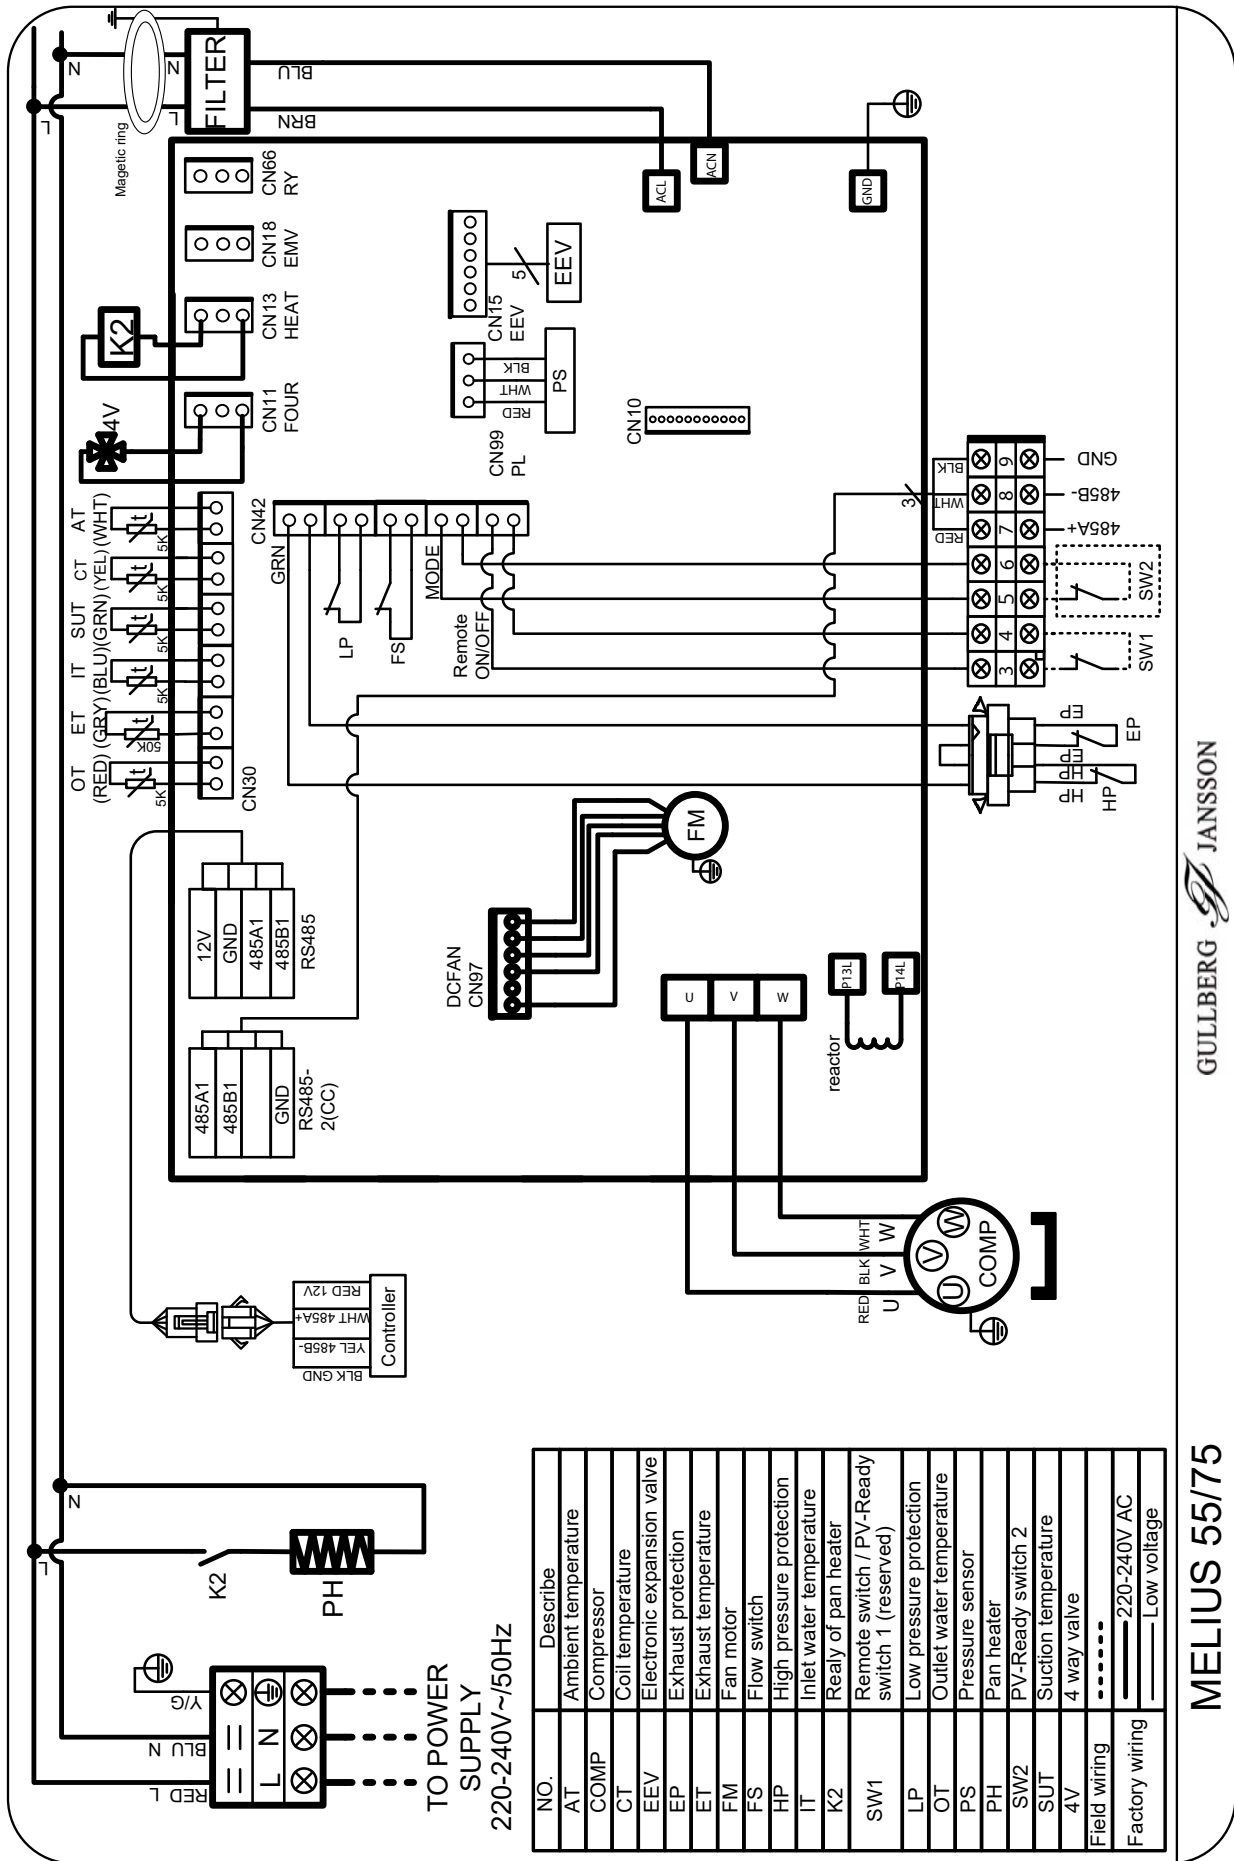 L
N
Magetic ring
L
N
FILTER
BRN
BLU
ACL
ACN
GND
CN66
RY
CN18
EMV
CN13
HEAT
CN11
FOUR
K2
4V
CN15
EEV
5
EEV
CN99
PL
RED
WHT
BLK
PS
CN10
OT
(RED)
ET
(GRY)
IT
(BLU)
SUT
(GRN)
CT
(YEL)
AT
(WHT)
5K
50K
5K
5K
5K
5K
t
t
t
t
t
t
CN30
CN42
GRN
LP
FS
MODE
Remote
ON/OFF
3
RED
WHT
BLK
3
4
5
6
7
8
9
485A+
485B-
GND
SW1
SW2
HP
HP
EP
EP
HP
EP
12V
GND
485A1
485B1
RS485
485A1
485B1
GND
RS485-
2(CC)
DCFAN
CN97
FM
U
V
W
reactor
P13L
P14L
RED
BLK
WHT
U
V
W
U
V
W
COMP
RED 12V
WHT 485A+
YEL 485B-
BLK GND
Controller
L
N
K2
PH
RED L
BLU N
Y/G
L
N
TO POWER
SUPPLY
220-240V~/50Hz
NO. Describe
AT Ambient temperature
COMP Compressor
CT Coil temperature
EEV Electronic expansion valve
EP Exhaust protection
ET Exhaust temperature
FM Fan motor
FS Flow switch
HP High pressure protection
IT Inlet water temperature
K2 Realy of pan heater
SW1 Remote switch / PV-Ready
switch 1 (reserved)
LP Low pressure protection
OT Outlet water temperature
PS Pressure sensor
PH Pan heater
SW2 PV-Ready switch 2
SUT Suction temperature
4V 4 way valve
Field wiring
Factory wiring 220-240V AC
Low voltage
MELIUS 55/75
GULLBERG JANSSON